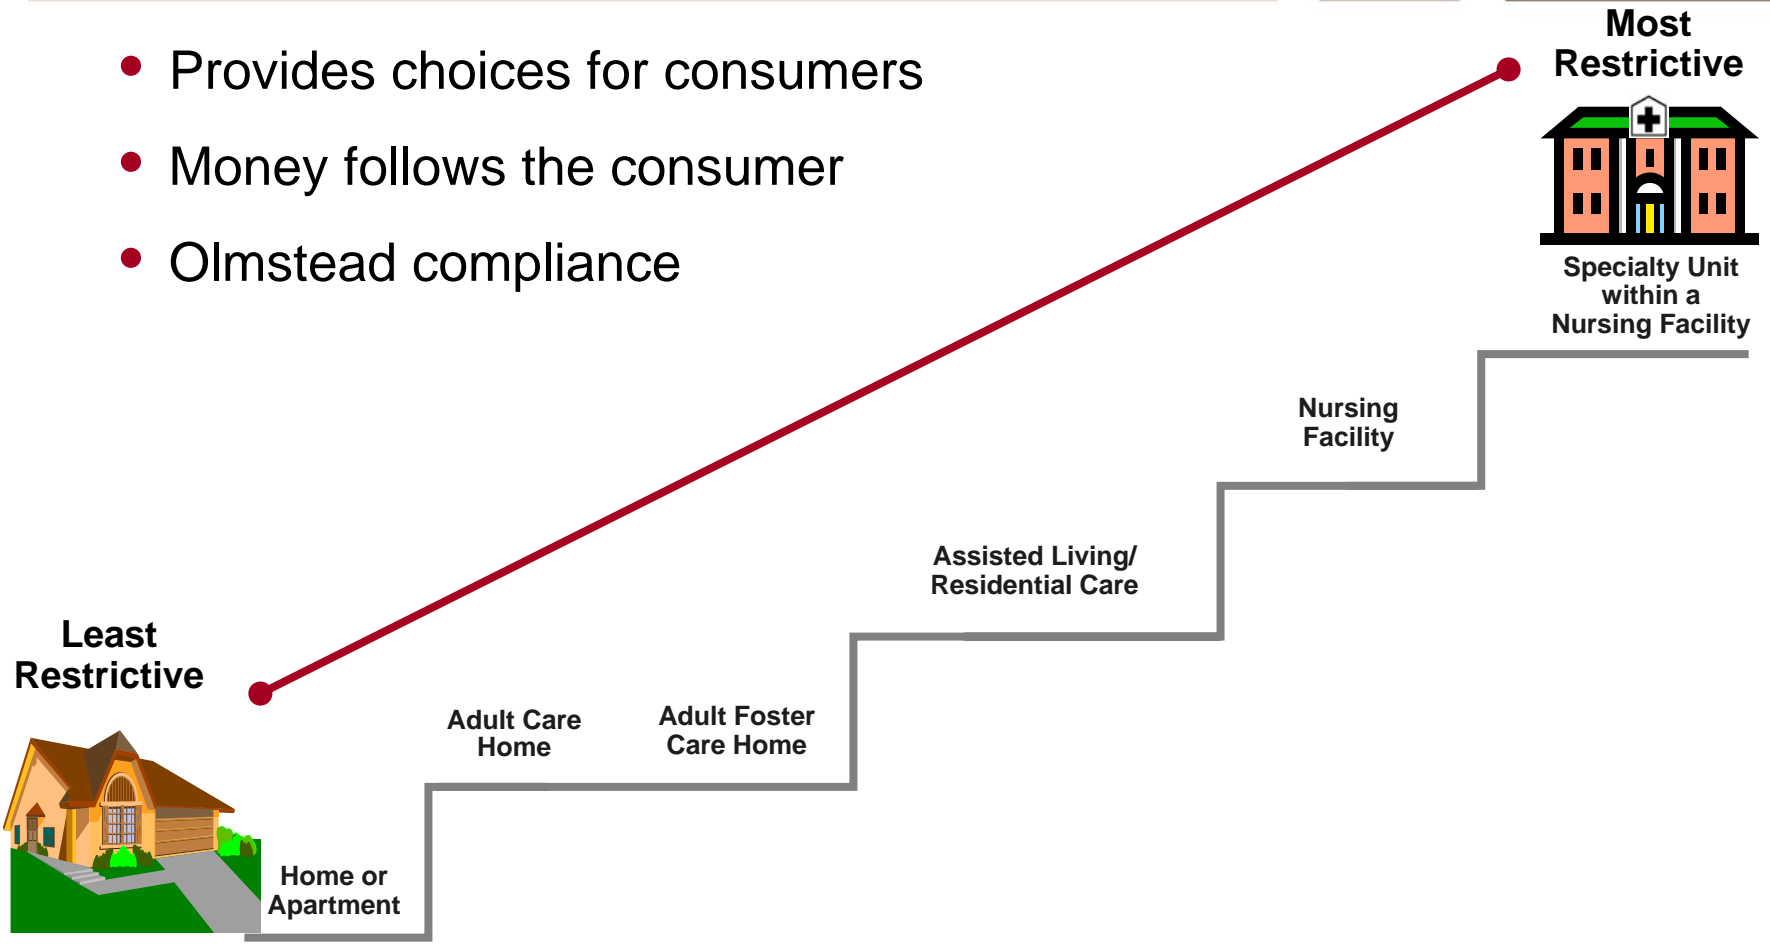 Most
Restrictive
Provides choices for consumers
Money follows the consumer
Olmstead compliance
Specialty Unit
within a
Nursing Facility
Nursing
Facility
Assisted Living/
Residential Care
Least
Restrictive
Adult Care
Home
Adult Foster
Care Home
Home or
Apartment